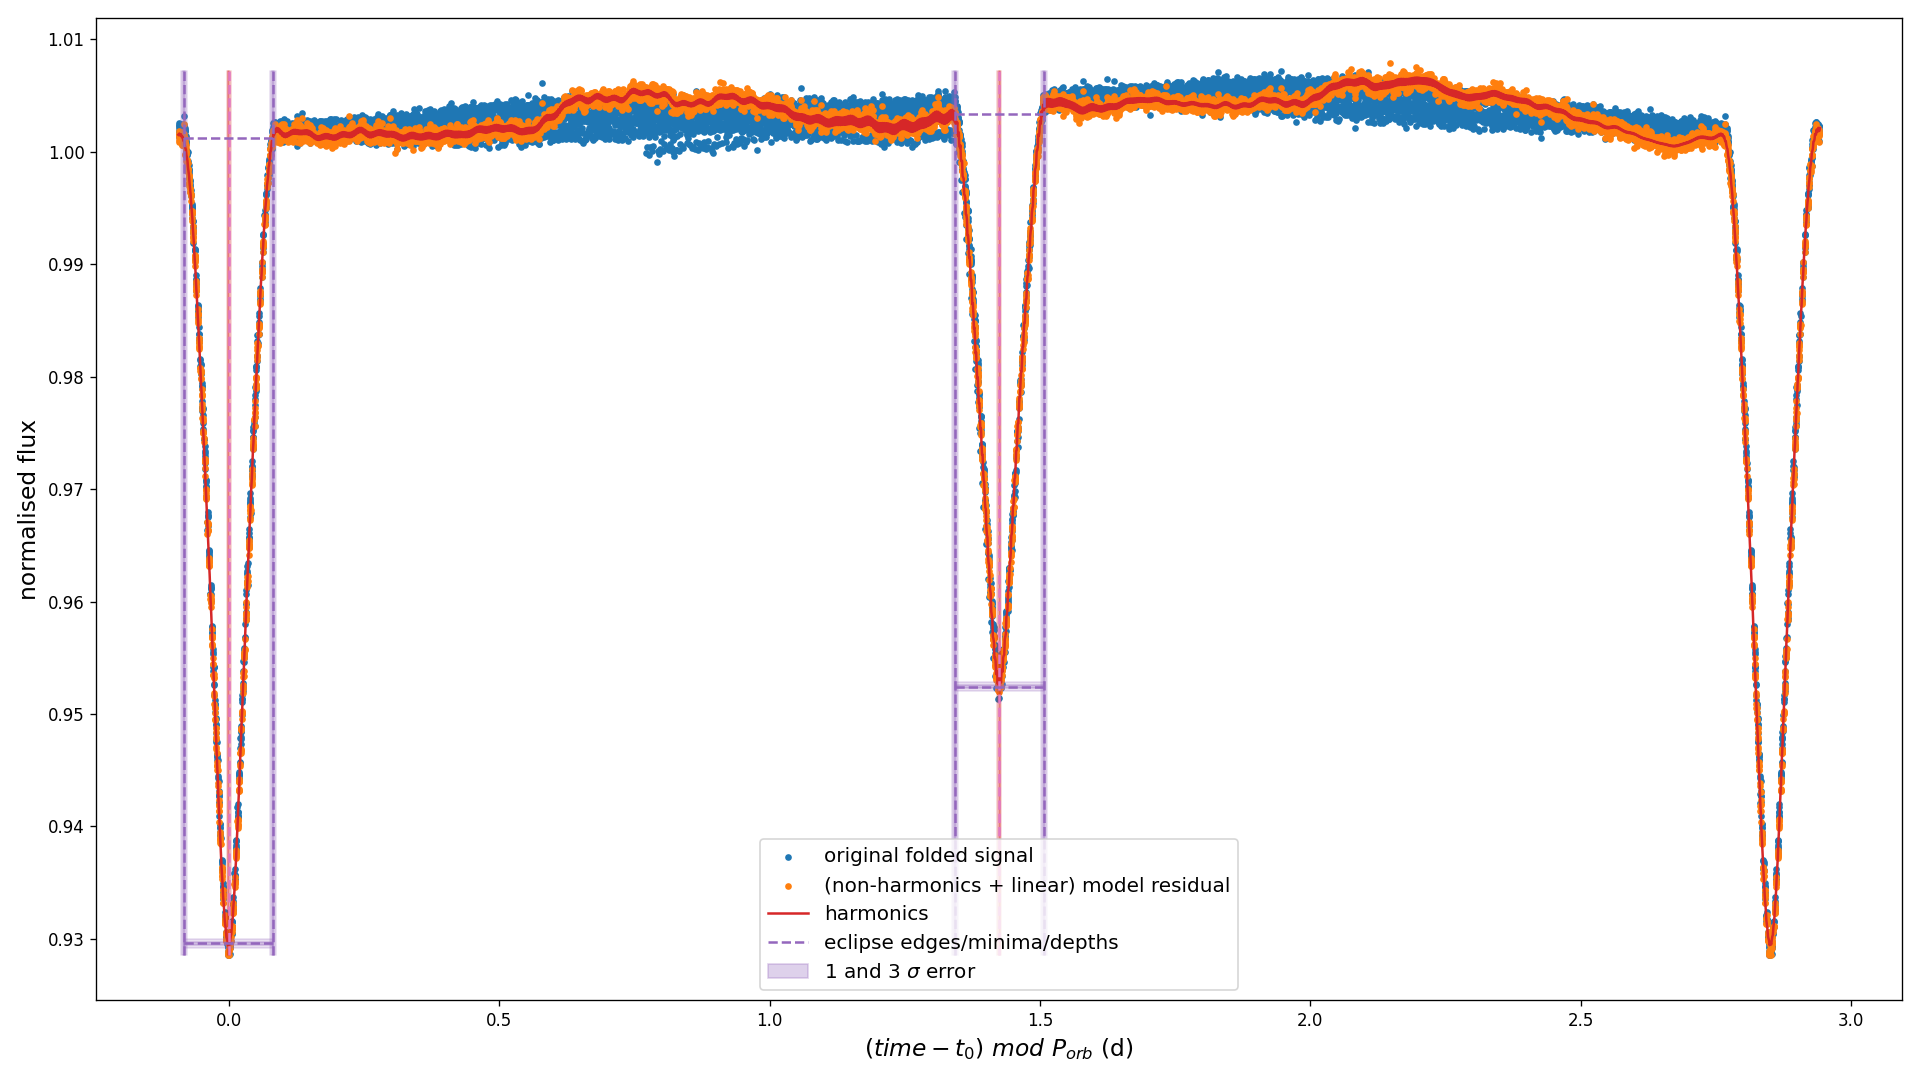 1.01
1.00
0.99
0.98
0.97
0.96
0.95
0.94
0.93
normalised flux
original folded signal
(non-harmonics + linear) model residual
harmonics
eclipse edges/minima/depths
1 and 3 σ error
0.0 0.5 1.0 1.5 2.0 2.5 3.0
(time − t₀) mod Pₒᵣb (d)